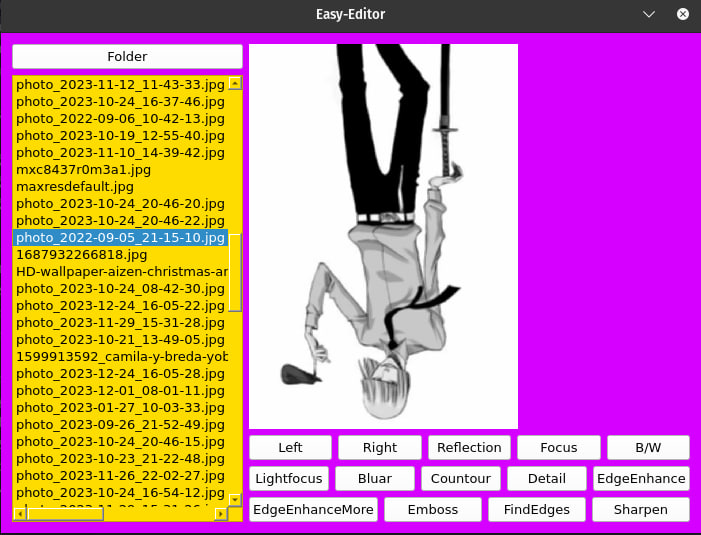 Easy-Editor
Folder
photo_2023-11-12_11-43-33.jpg
photo_2023-10-24_16-37-46.jpg
photo_2022-09-06_10-42-13.jpg
photo_2023-10-19_12-55-40.jpg
photo_2023-11-10_14-39-42.jpg
mxc8437r0m3a1.jpg
maxresdefault.jpg
photo_2023-10-24_20-46-20.jpg
photo_2023-10-24_20-46-22.jpg
photo_2022-09-05_21-15-10.jpg
1687932266818.jpg
HD-wallpaper-aizen-christmas-ar
photo_2023-10-24_08-42-30.jpg
photo_2023-12-24_16-05-22.jpg
photo_2023-11-29_15-31-28.jpg
photo_2023-10-21_13-49-05.jpg
1599913592_camila-y-breda-yob
photo_2023-12-24_16-05-28.jpg
photo_2023-12-01_08-01-11.jpg
photo_2023-01-27_10-03-33.jpg
photo_2023-09-26_21-52-49.jpg
photo_2023-10-24_20-46-15.jpg
photo_2023-10-23_21-22-48.jpg
photo_2023-11-26_22-02-27.jpg
photo_2023-10-24_16-54-12.jpg
Left Right Reflection Focus B/W
Lightfocus Bluar Countour Detail EdgeEnhance
EdgeEnhanceMore Emboss FindEdges Sharpen